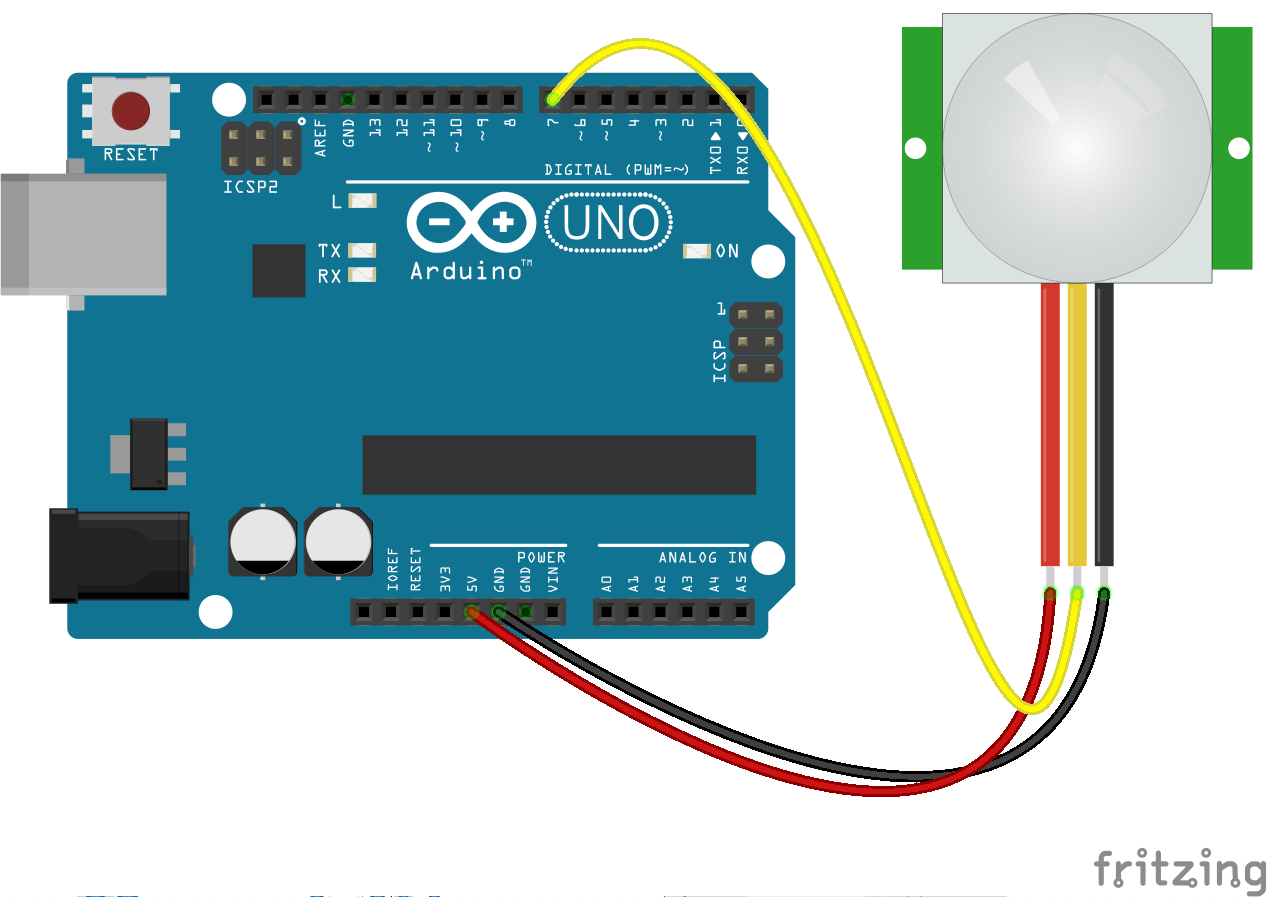 RESET
ICSP2
AREF
GND
13
12
~11
~10
~9
8
7
~6
~5
4
~3
2
TX0▶1
RX0◀0
DIGITAL (PWM=~)
L
TX
RX
UNO
Arduino™
ON
1
ICSP
POWER
ANALOG IN
IOREF
RESET
3V3
5V
GND
GND
VIN
A0
A1
A2
A3
A4
A5
fritzing